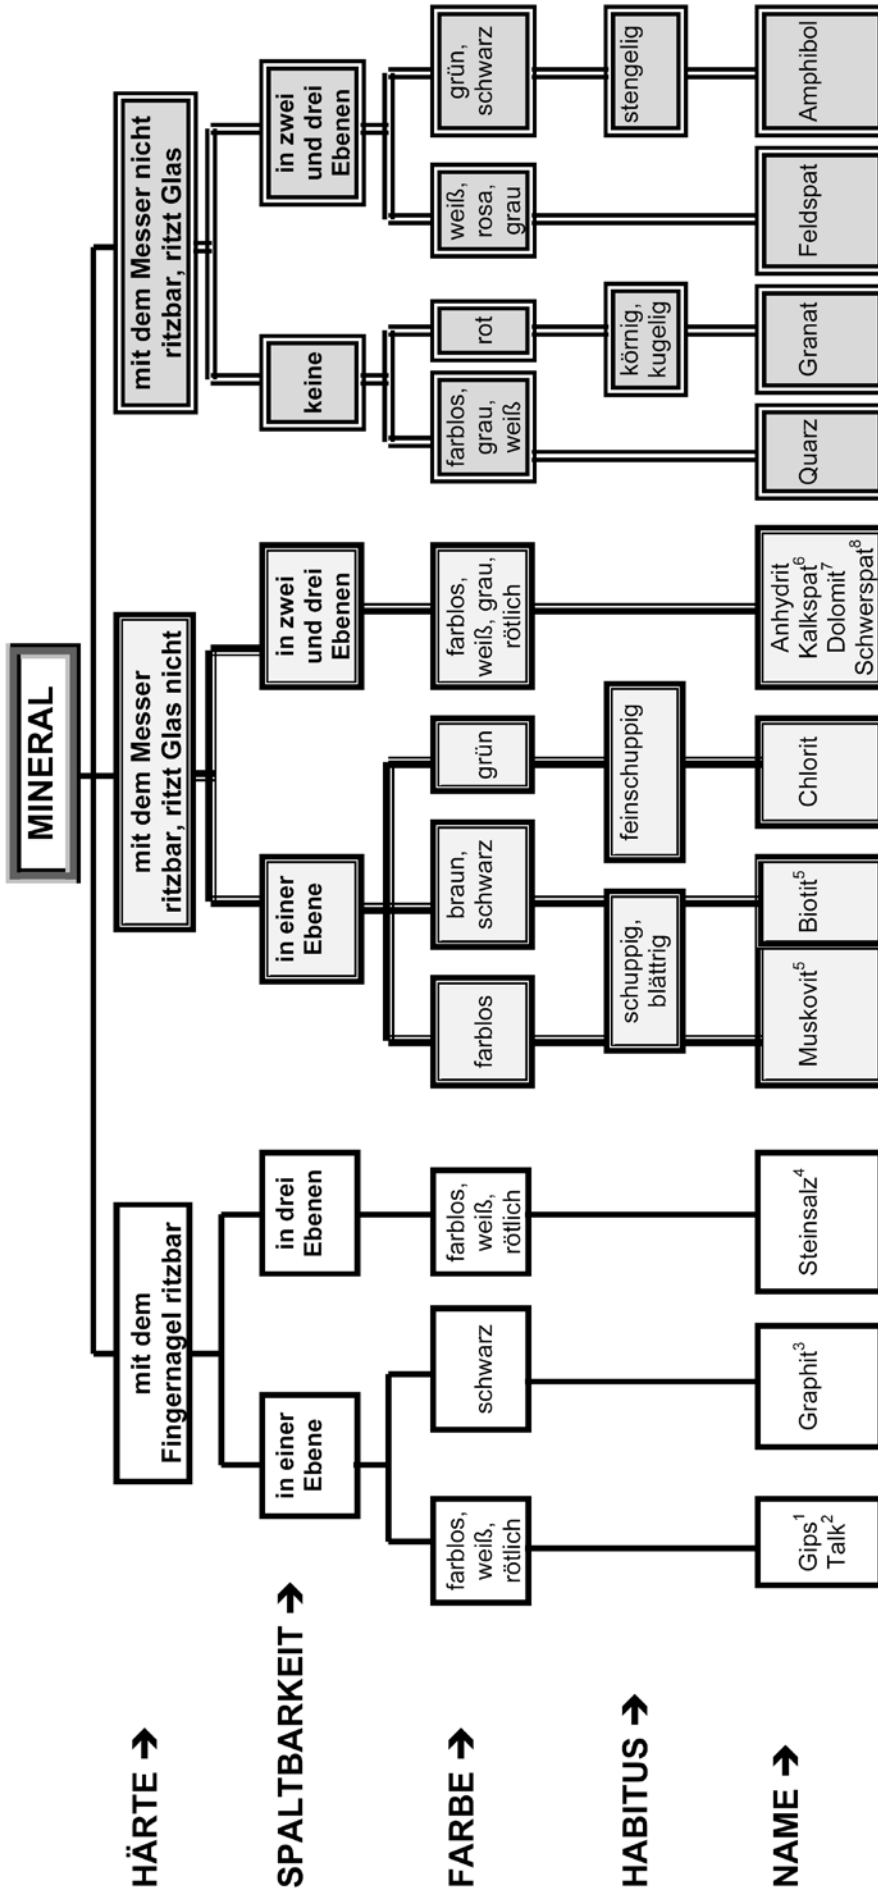 MINERAL
HÄRTE →
mit dem
Fingernagel ritzbar
mit dem Messer
ritzbar, ritzt Glas nicht
mit dem Messer nicht
ritzbar, ritzt Glas
SPALTBARKEIT →
in einer
Ebene
in drei
Ebenen
in einer
Ebene
in zwei
und drei
Ebenen
keine
in zwei
und drei
Ebenen
FARBE →
farblos,
weiß,
rötlich
schwarz
farblos,
weiß,
rötlich
farblos
braun,
schwarz
grün
farblos,
weiß, grau,
rötlich
farblos,
grau,
weiß
rot
weiß,
rosa,
grau
grün,
schwarz
HABITUS →
schuppig,
blättrig
feinschuppig
körnig,
kugelig
stengelig
NAME →
Gips¹
Talk²
Graphit³
Steinsalz⁴
Muskovit⁵
Biotit⁵
Chlorit
Anhydrit
Kalkspat⁶
Dolomit⁷
Schwerspat⁸
Quarz
Granat
Feldspat
Amphibol